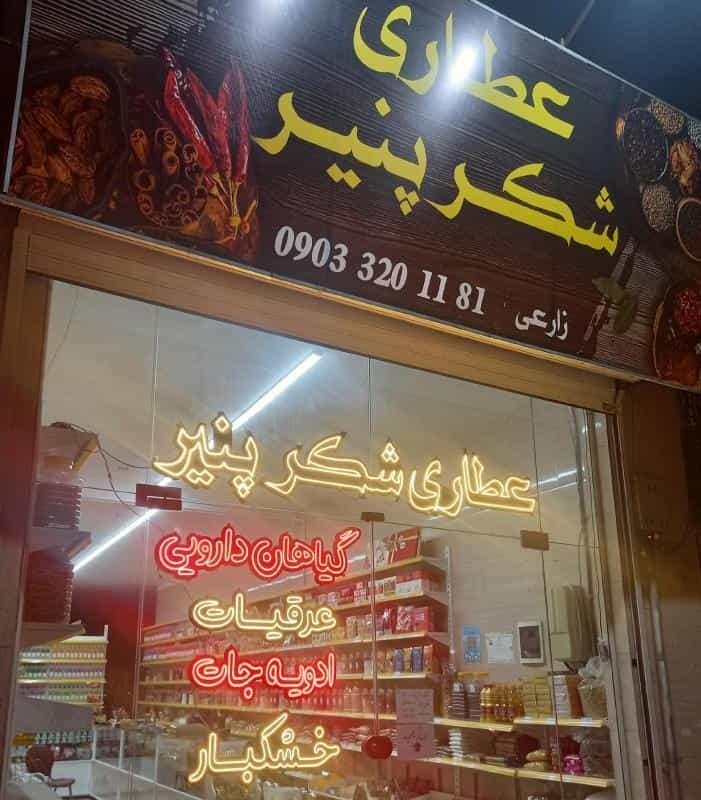 عطاری
شکرپنیر
0903 320 11 81 زارعی
عطاری شکر پنیر
گیاهان دارویی
عرقیات
ادویه جات
خشکبار